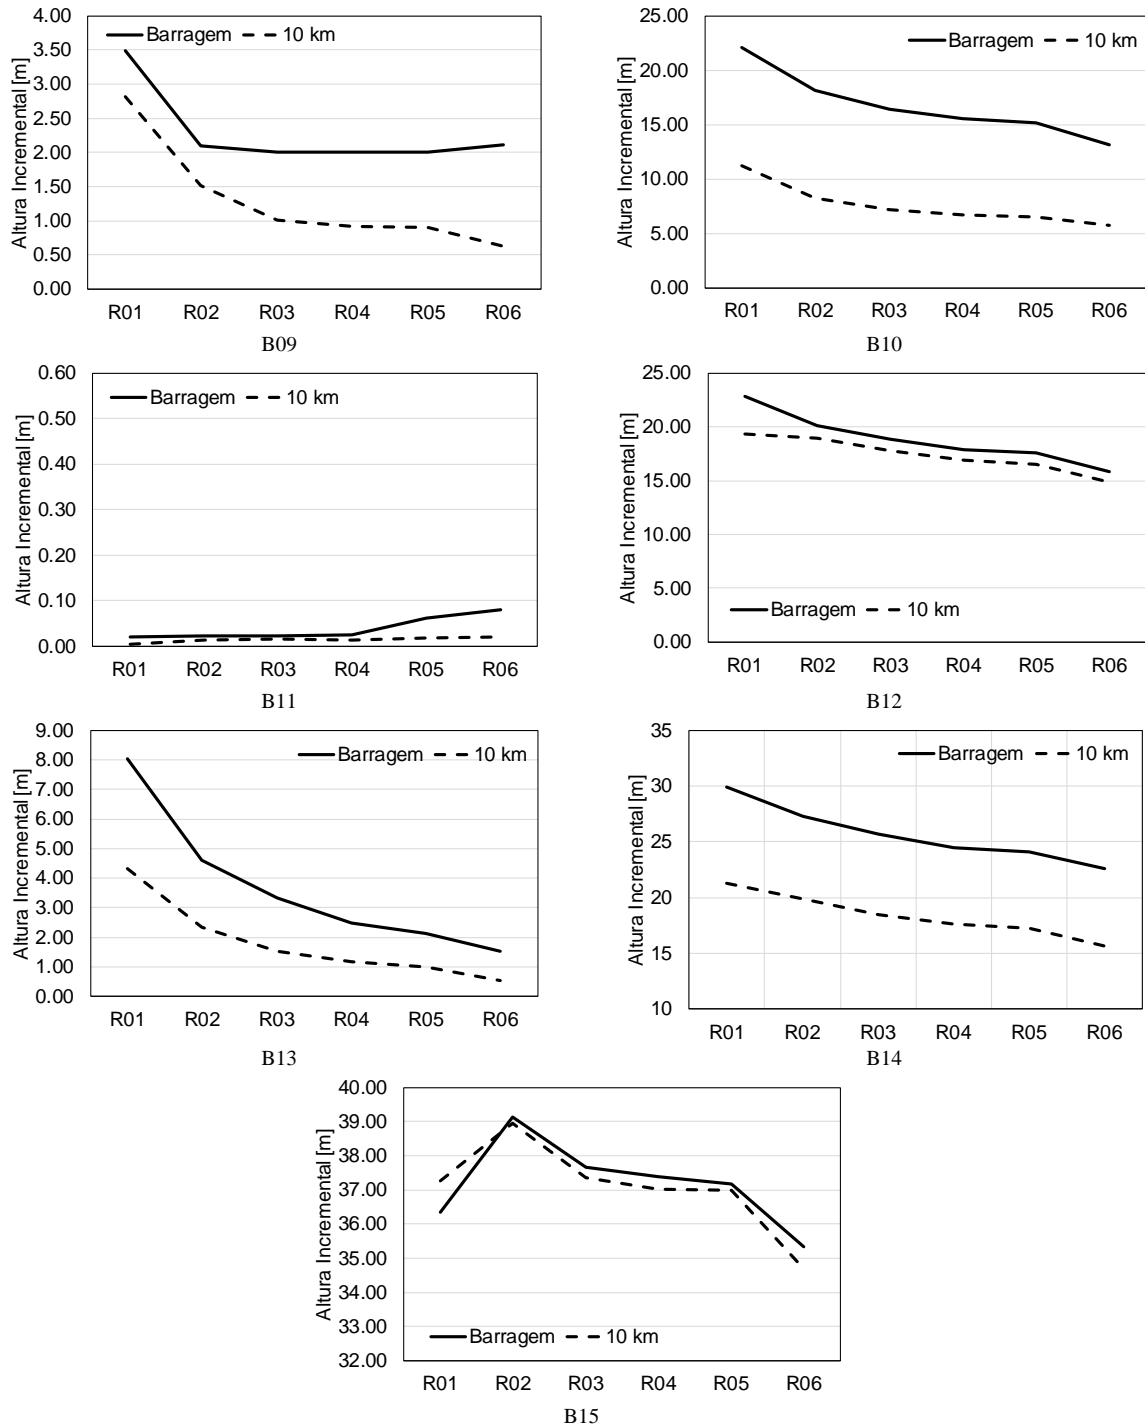 4.00
3.50
3.00
2.50
2.00
1.50
1.00
0.50
0.00
Altura Incremental [m]
Barragem 10 km
R01 R02 R03 R04 R05 R06
B09
25.00
20.00
15.00
10.00
5.00
0.00
Altura Incremental [m]
Barragem 10 km
R01 R02 R03 R04 R05 R06
B10
0.60
0.50
0.40
0.30
0.20
0.10
0.00
Altura Incremental [m]
Barragem 10 km
R01 R02 R03 R04 R05 R06
B11
25.00
20.00
15.00
10.00
5.00
0.00
Altura Incremental [m]
Barragem 10 km
R01 R02 R03 R04 R05 R06
B12
9.00
8.00
7.00
6.00
5.00
4.00
3.00
2.00
1.00
0.00
Altura Incremental [m]
Barragem 10 km
R01 R02 R03 R04 R05 R06
B13
35
30
25
20
15
10
Altura Incremental [m]
Barragem 10 km
R01 R02 R03 R04 R05 R06
B14
40.00
39.00
38.00
37.00
36.00
35.00
34.00
33.00
32.00
Altura Incremental [m]
Barragem 10 km
R01 R02 R03 R04 R05 R06
B15